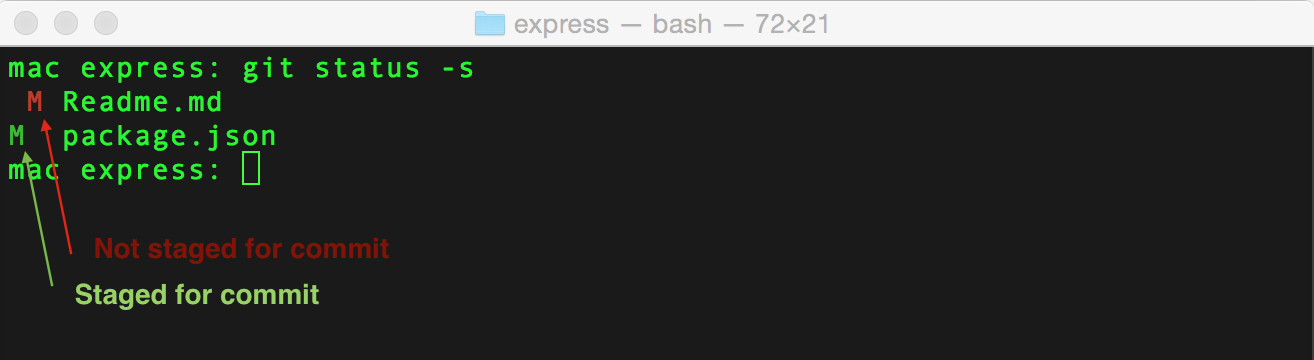 express — bash — 72×21
mac express: git status -s
 M Readme.md
M  package.json
mac express:
Not staged for commit
Staged for commit